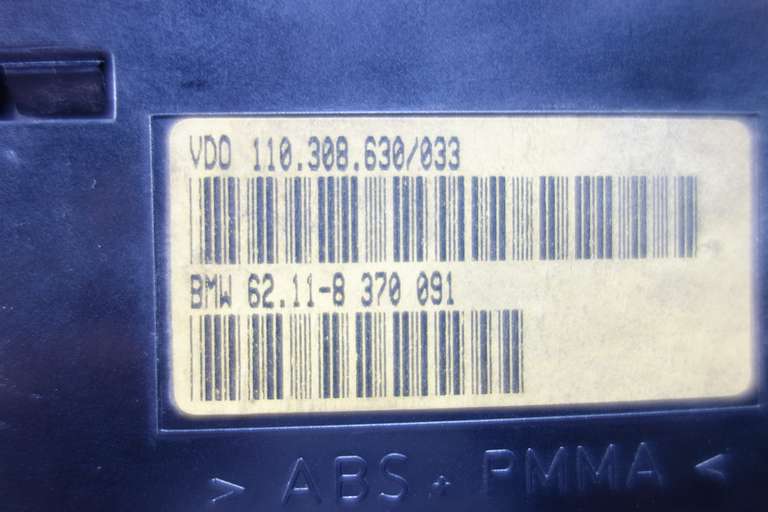 VDO 110.308.630/033
BMW 62.11-8 370 091
> ABS + PMMA <